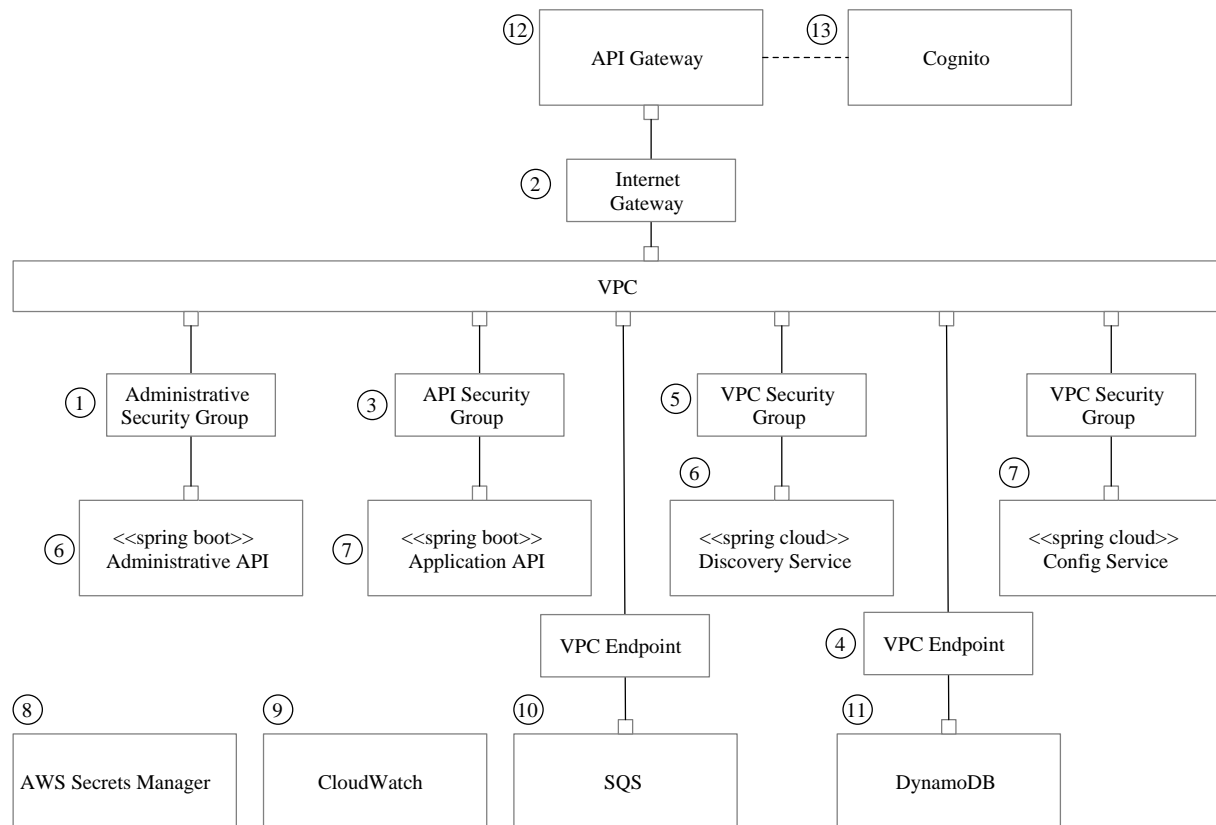 12
API Gateway
13
Cognito
2
Internet
Gateway
VPC
1
Administrative
Security Group
3
API Security
Group
5
VPC Security
Group
VPC Security
Group
6
<<spring boot>>
Administrative API
7
<<spring boot>>
Application API
6
<<spring cloud>>
Discovery Service
7
<<spring cloud>>
Config Service
VPC Endpoint
4
VPC Endpoint
8
AWS Secrets Manager
9
CloudWatch
10
SQS
11
DynamoDB